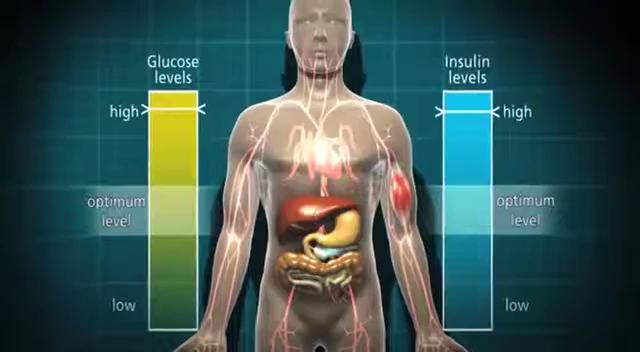 Glucose
levels
high
optimum
level
low
Insulin
levels
high
optimum
level
low